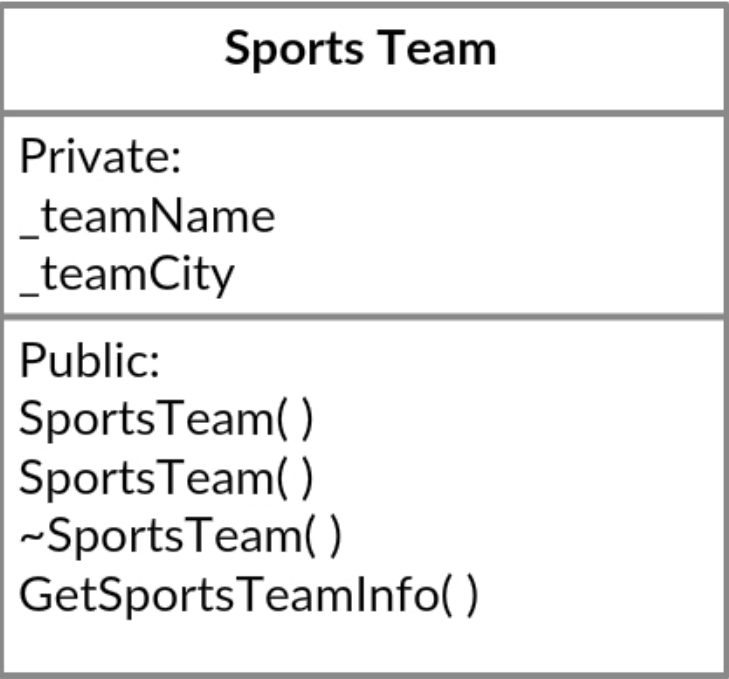 Sports Team
Private:
_teamName
_teamCity
Public:
SportsTeam( )
SportsTeam( )
~SportsTeam( )
GetSportsTeamInfo( )